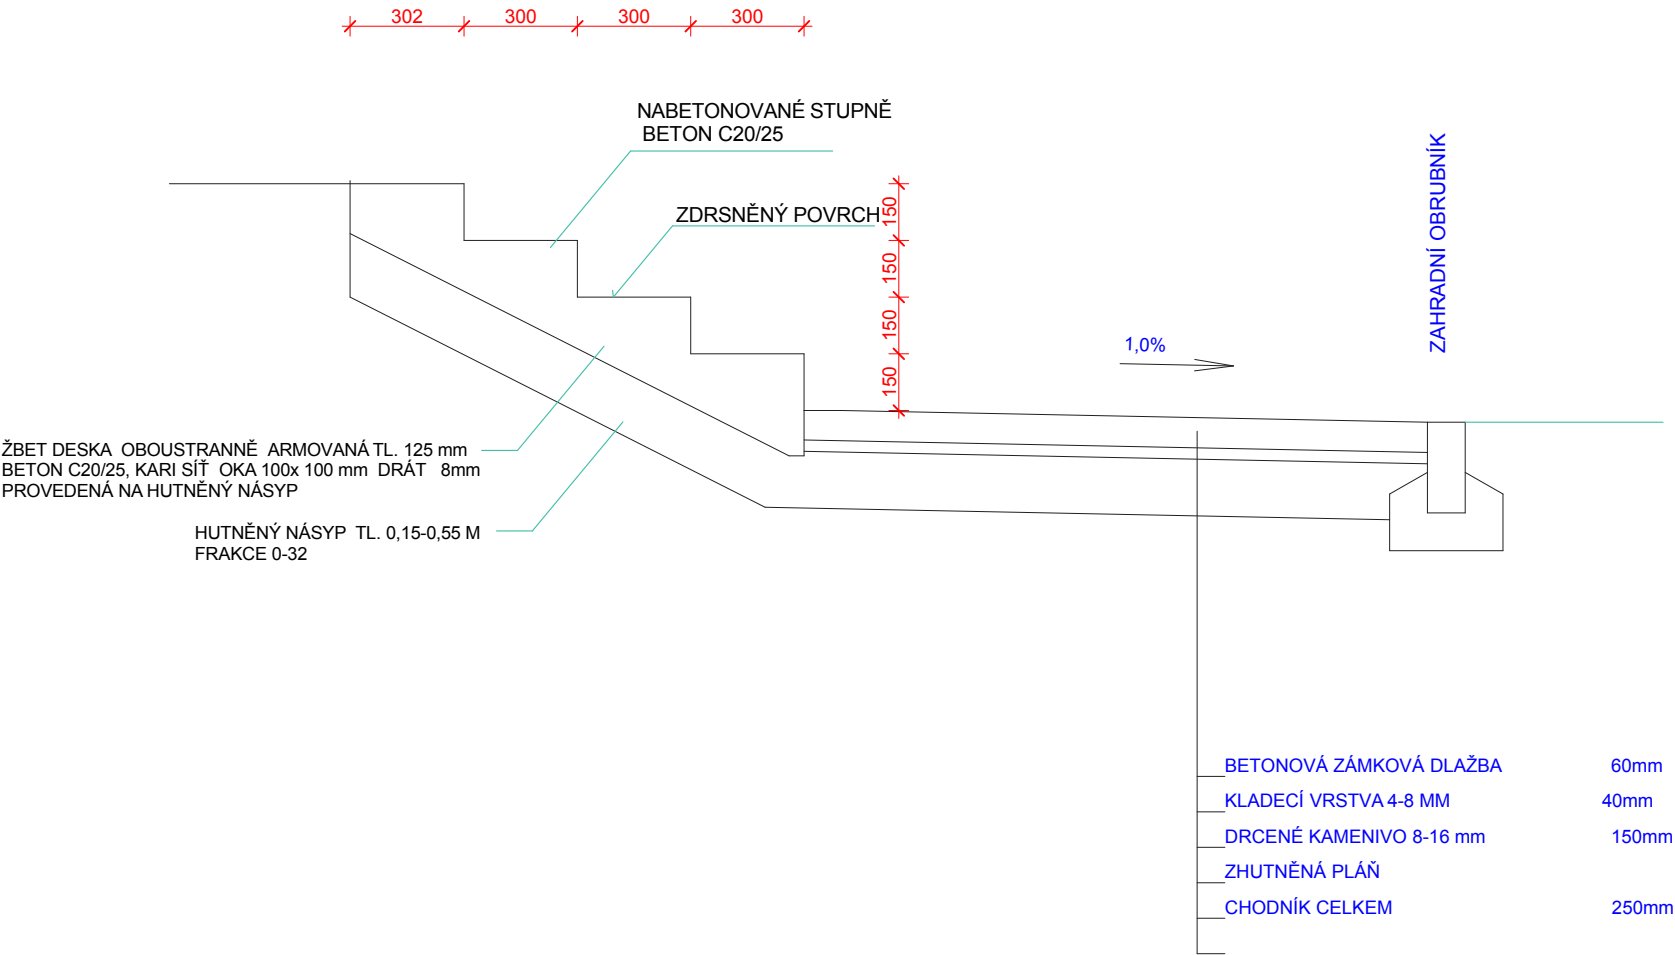 302 300 300 300
NABETONOVANÉ STUPNĚ
BETON C20/25
ZDRSNĚNÝ POVRCH
150
150
150
150
ZAHRADNÍ OBRUBNÍK
1,0%
ŽBET DESKA OBOUSTRANNĚ ARMOVANÁ TL. 125 mm
BETON C20/25, KARI SÍŤ OKA 100x 100 mm DRÁT 8mm
PROVEDENÁ NA HUTNĚNÝ NÁSYP
HUTNĚNÝ NÁSYP TL. 0,15-0,55 M
FRAKCE 0-32
BETONOVÁ ZÁMKOVÁ DLAŽBA 60mm
KLADECÍ VRSTVA 4-8 MM 40mm
DRCENÉ KAMENIVO 8-16 mm 150mm
ZHUTNĚNÁ PLÁŇ
CHODNÍK CELKEM 250mm